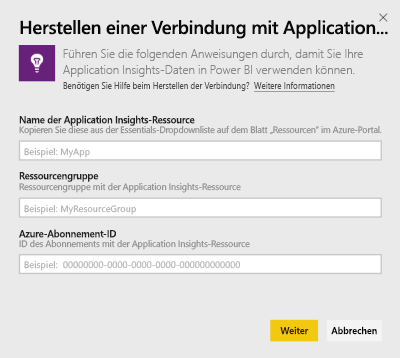 Herstellen einer Verbindung mit Application...
Führen Sie die folgenden Anweisungen durch, damit Sie Ihre
Application Insights-Daten in Power BI verwenden können.
Benötigen Sie Hilfe beim Herstellen der Verbindung? Weitere Informationen
Name der Application Insights-Ressource
Kopieren Sie diese aus der Essentials-Dropdownliste auf dem Blatt „Ressourcen" im Azure-Portal.
Beispiel: MyApp
Ressourcengruppe
Ressourcengruppe mit der Application Insights-Ressource
Beispiel: MyResourceGroup
Azure-Abonnement-ID
ID des Abonnements mit der Application Insights-Ressource
Beispiel: 00000000-0000-0000-0000-000000000000
Weiter Abbrechen